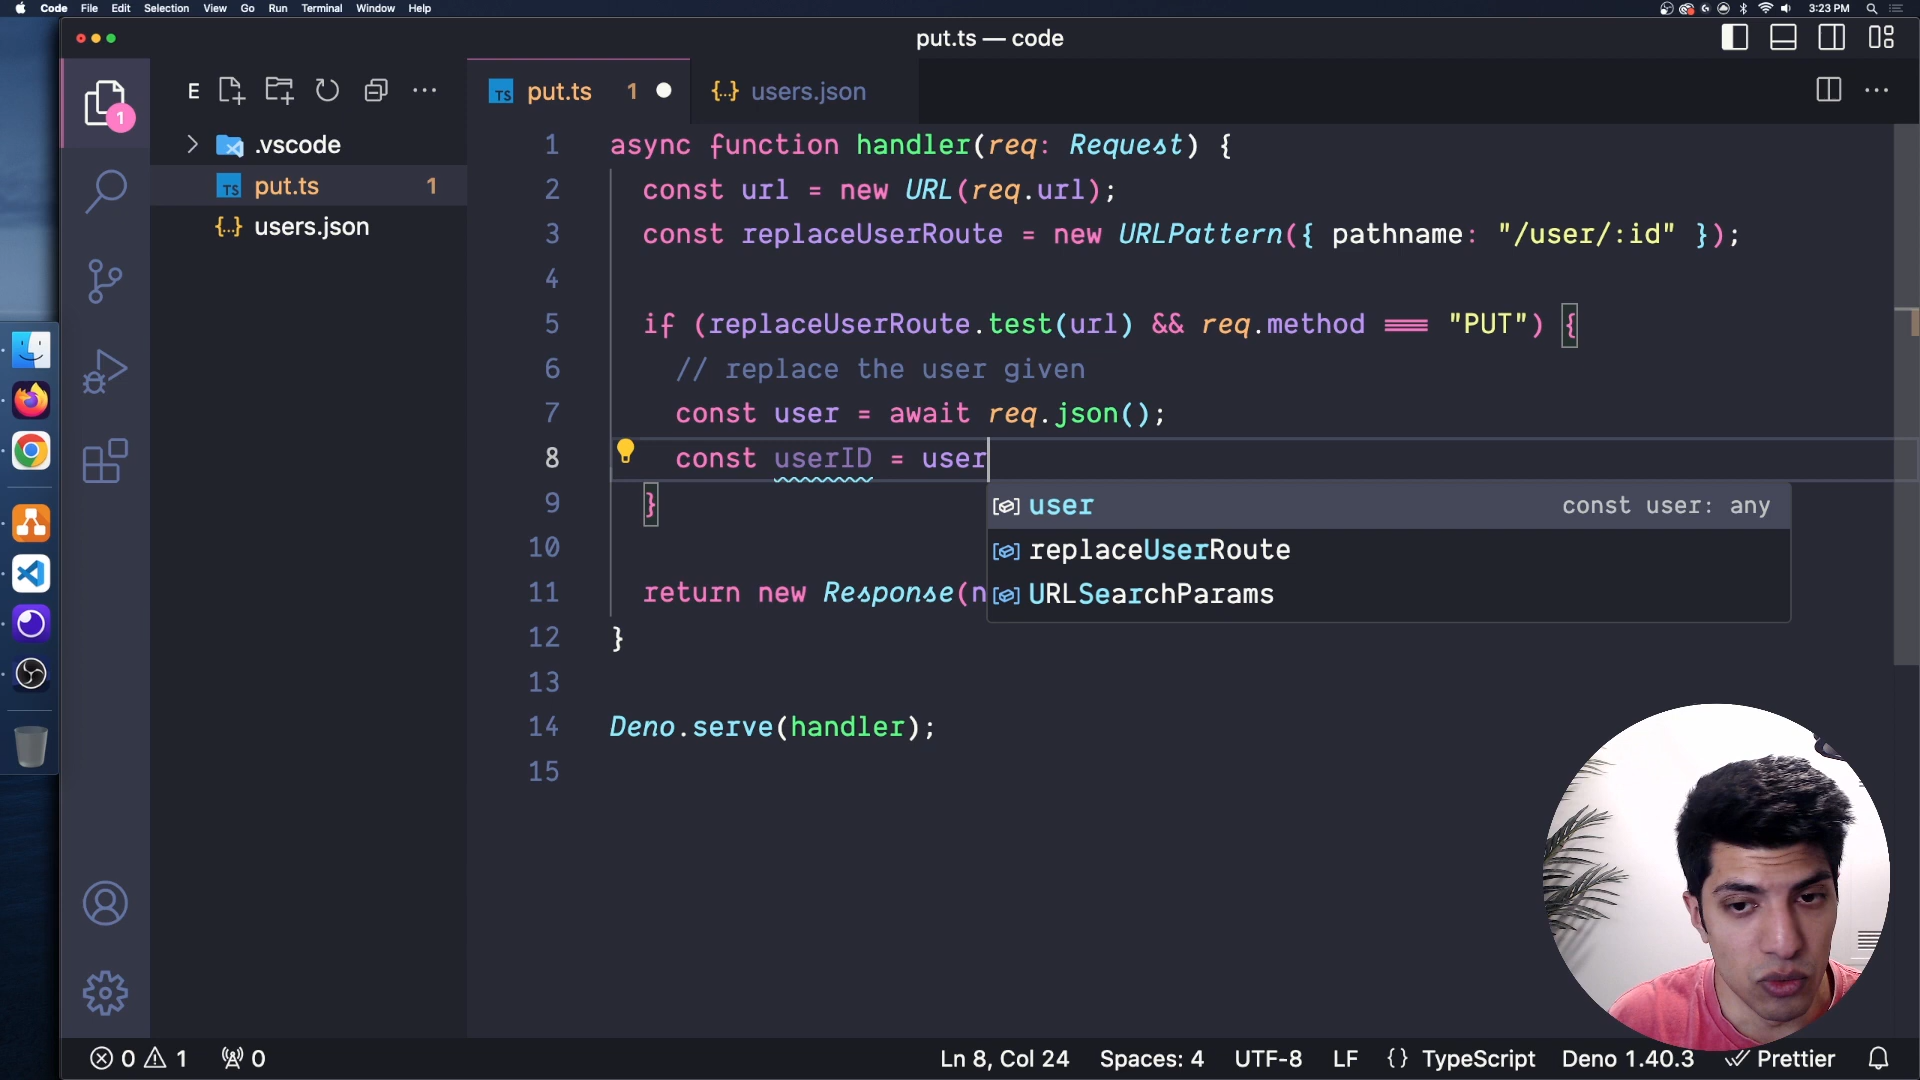 Code File Edit Selection View Go Run Terminal Window Help 3:23 PM
put.ts — code
E
put.ts 1
users.json
.vscode
put.ts 1
users.json
1
1 async function handler(req: Request) {
2 const url = new URL(req.url);
3 const replaceUserRoute = new URLPattern({ pathname: "/user/:id" });
4
5 if (replaceUserRoute.test(url) && req.method === "PUT") {
6 // replace the user given
7 const user = await req.json();
8 const userID = user
9 }
10
11 return new Response(n
12 }
13
14 Deno.serve(handler);
15
user const user: any
replaceUserRoute
URLSearchParams
0 1 0 Ln 8, Col 24 Spaces: 4 UTF-8 LF {} TypeScript Deno 1.40.3 Prettier